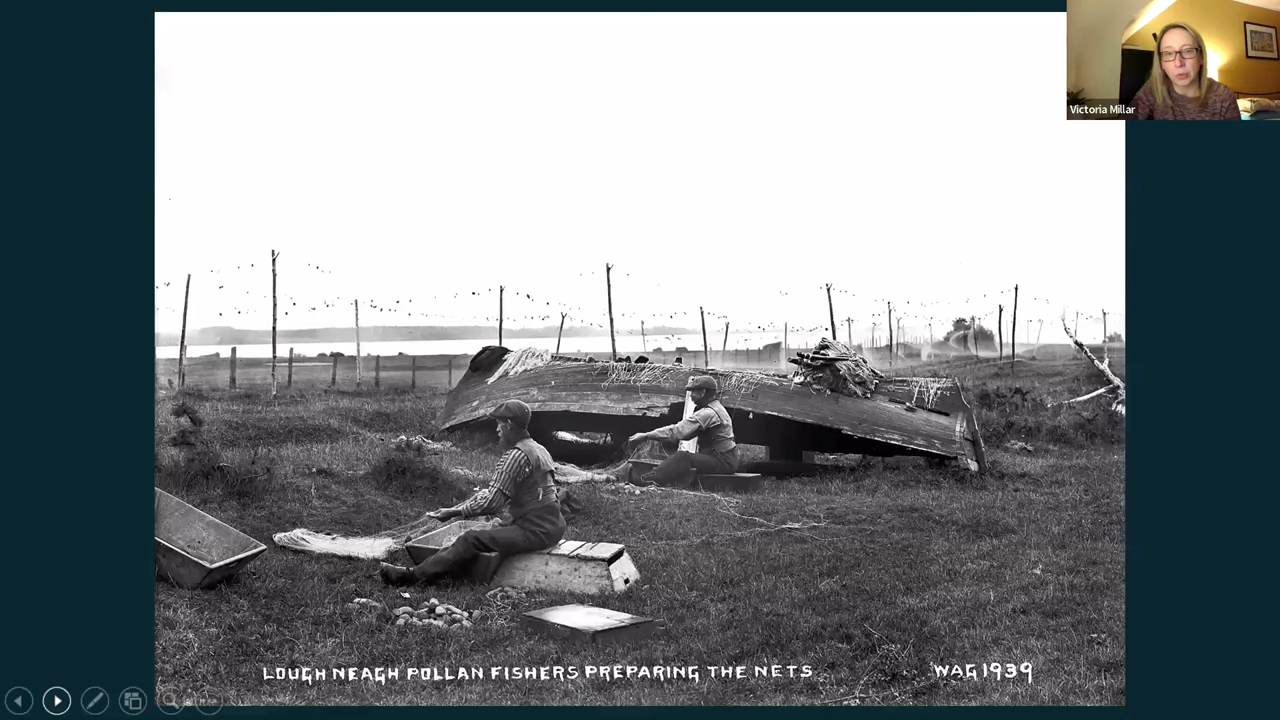 Victoria Millar
LOUGH NEAGH POLLAN FISHERS PREPARING THE NETS WAG 1939